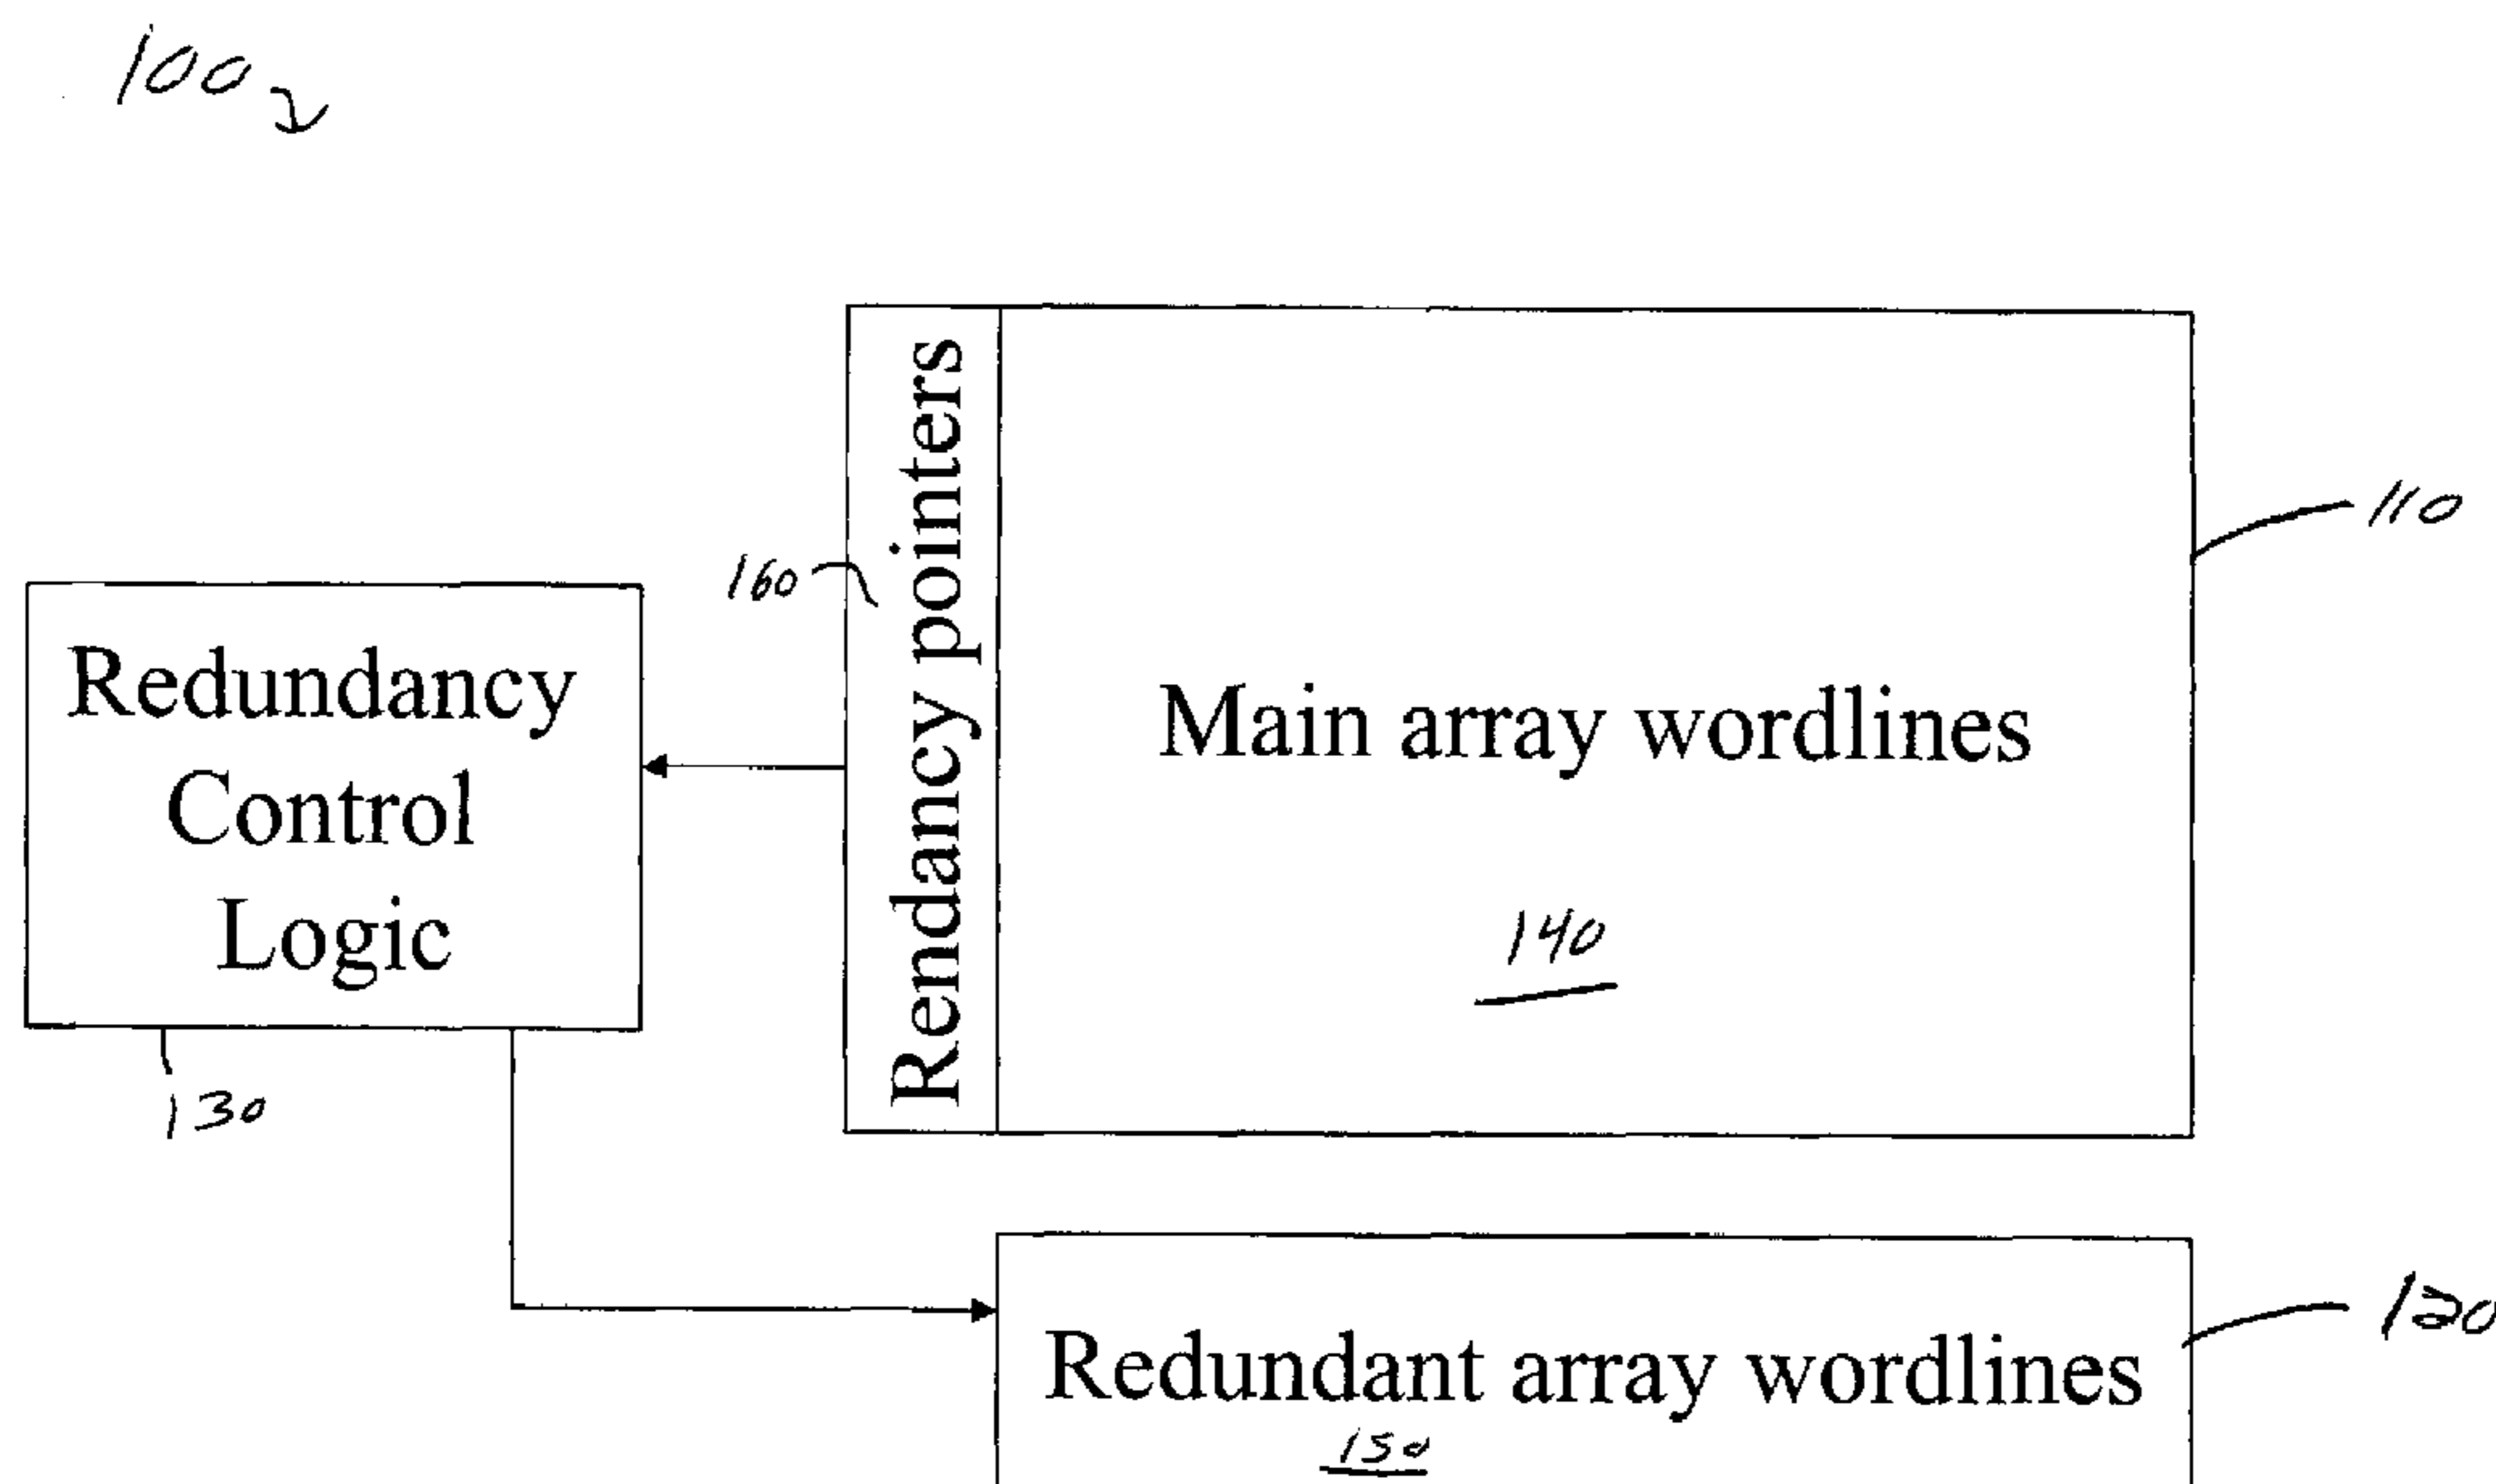 100
110
Rendancy pointers
160
Redundancy
Control
Logic
Main array wordlines
140
130
120
Redundant array wordlines
150